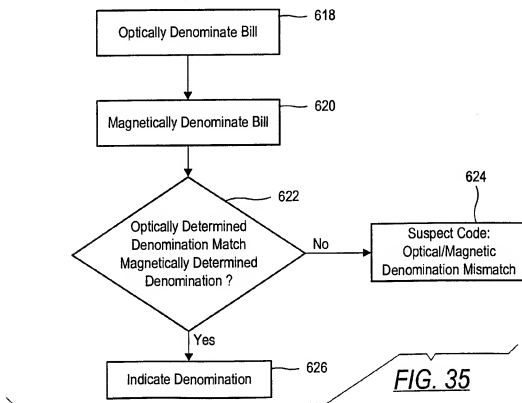 618
Optically Denominate Bill
620
Magnetically Denominate Bill
622
Optically Determined
Denomination Match
Magnetically Determined
Denomination ?
No
624
Suspect Code:
Optical/Magnetic
Denomination Mismatch
Yes
626
Indicate Denomination
FIG. 35